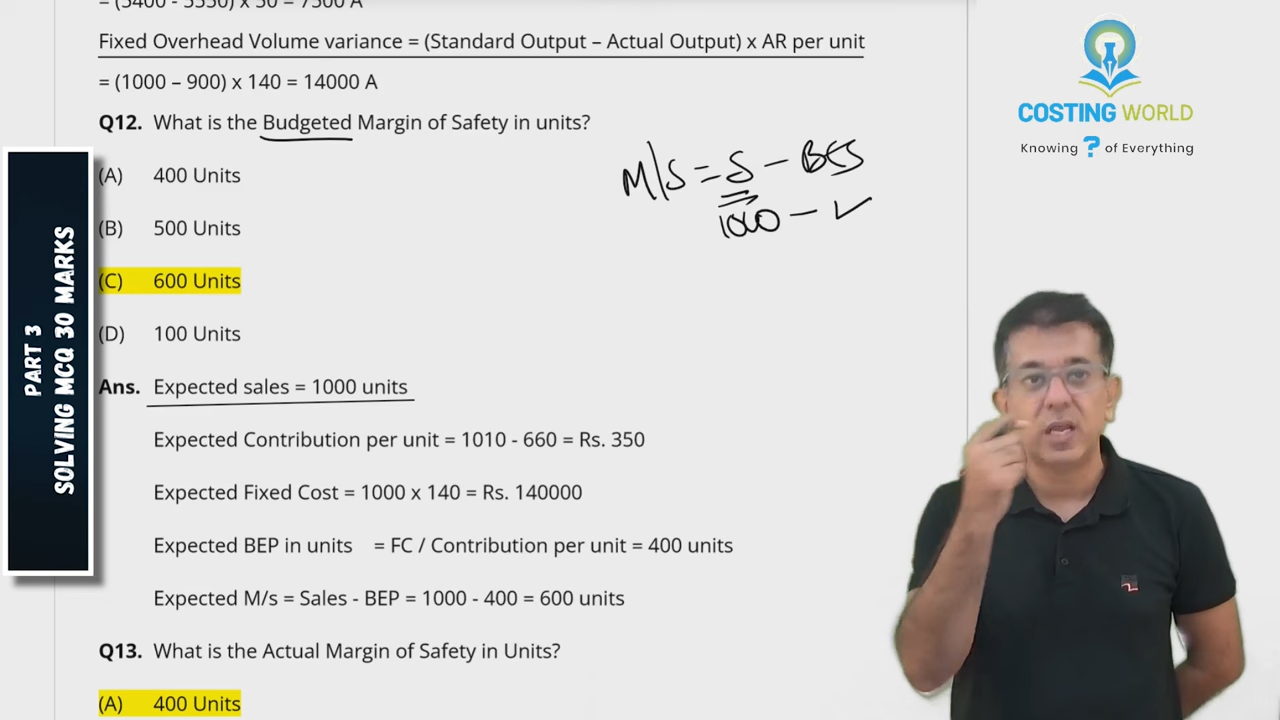 = (5400 - 5550) x 50 = 7500 A
Fixed Overhead Volume variance = (Standard Output – Actual Output) x AR per unit
= (1000 – 900) x 140 = 14000 A
Q12. What is the Budgeted Margin of Safety in units?
(A) 400 Units
(B) 500 Units
(C) 600 Units
(D) 100 Units
M/S = S - BES
1000 -
Ans. Expected sales = 1000 units
Expected Contribution per unit = 1010 - 660 = Rs. 350
Expected Fixed Cost = 1000 x 140 = Rs. 140000
Expected BEP in units = FC / Contribution per unit = 400 units
Expected M/s = Sales - BEP = 1000 - 400 = 600 units
Q13. What is the Actual Margin of Safety in Units?
(A) 400 Units
PART 3
SOLVING MCQ 30 MARKS
COSTING WORLD
Knowing ? of Everything